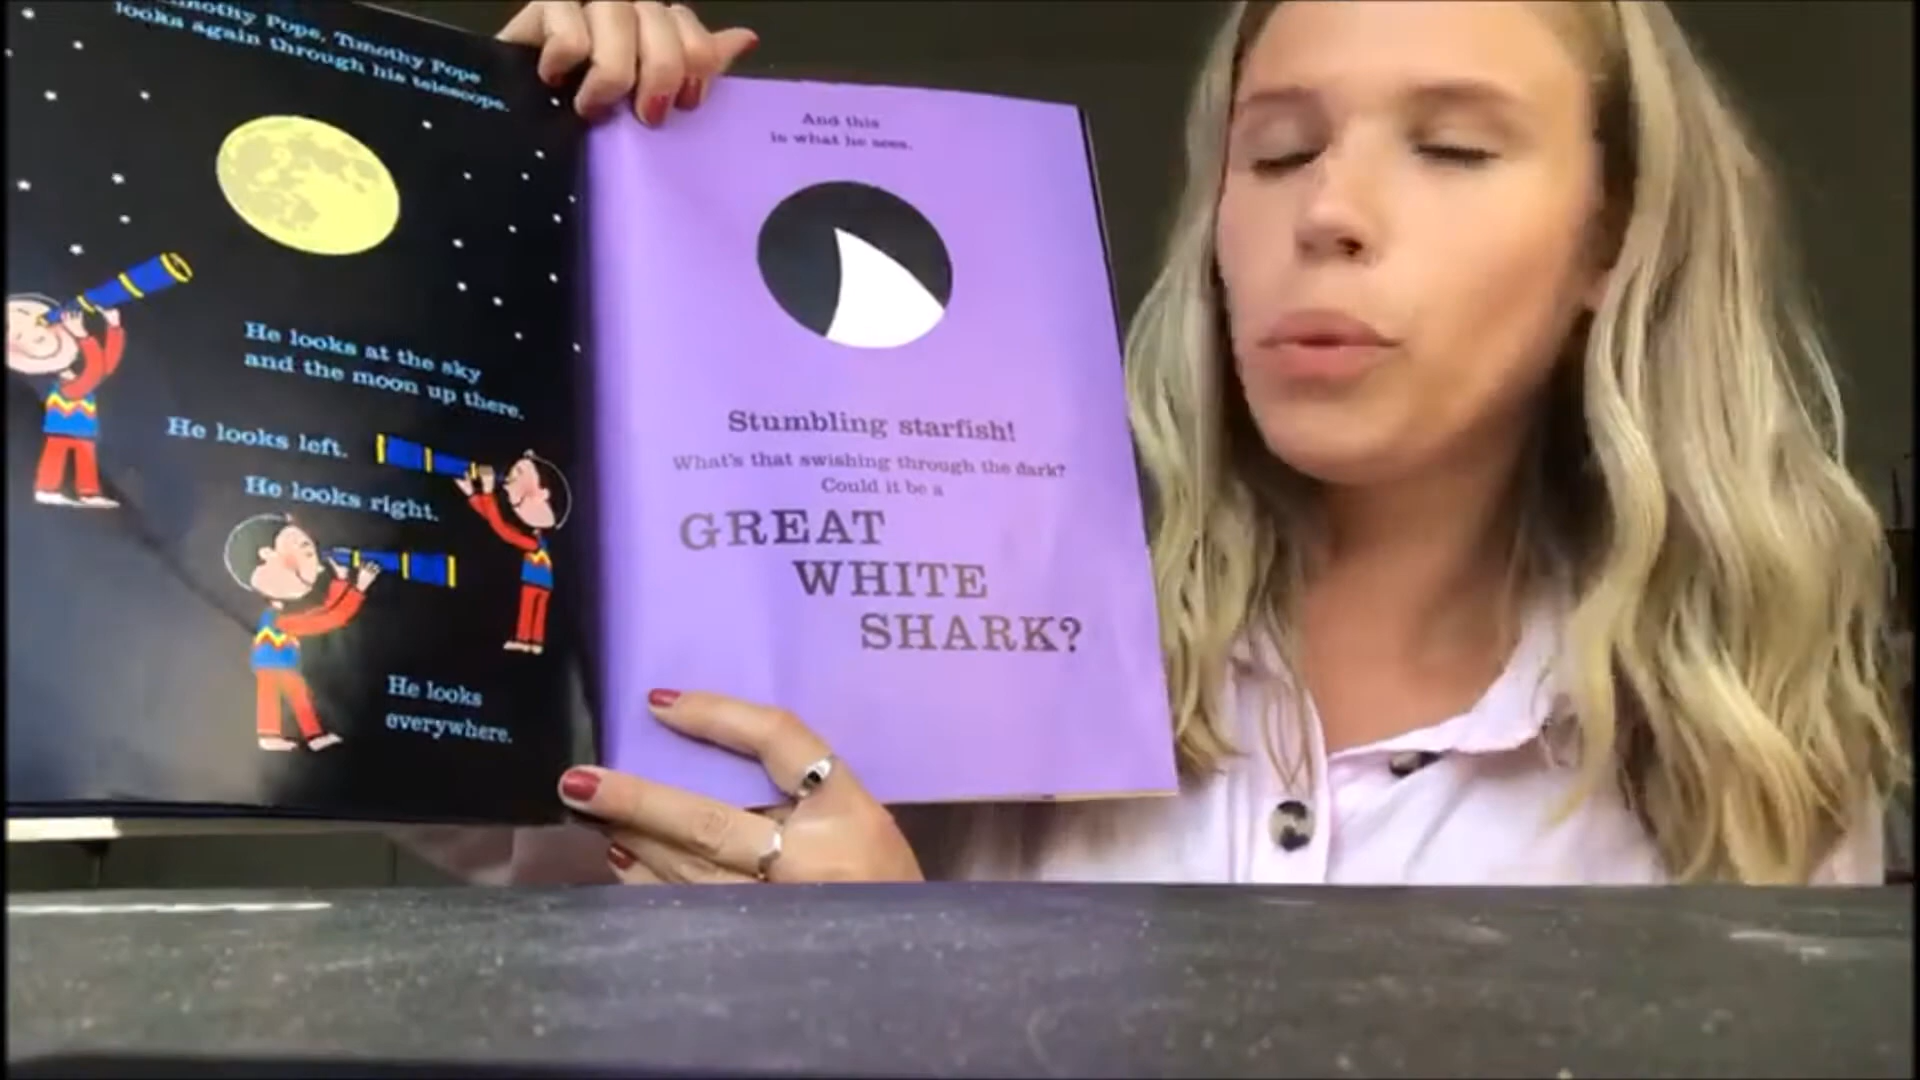 Timothy Pope, Timothy Pope
looks again through his telescope.
He looks at the sky
and the moon up there.
He looks left.
He looks right.
He looks
everywhere.
And this
is what he sees.
Stumbling starfish!
What's that swishing through the dark?
Could it be a
GREAT
WHITE
SHARK?